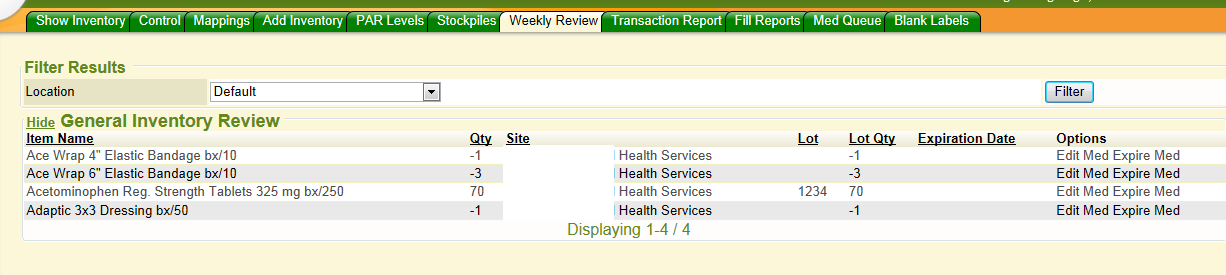 Show Inventory Control Mappings Add Inventory PAR Levels Stockpiles Weekly Review Transaction Report Fill Reports Med Queue Blank Labels
Filter Results
Location Default Filter
Hide General Inventory Review
Item Name Qty Site Lot Lot Qty Expiration Date Options
Ace Wrap 4" Elastic Bandage bx/10 -1 Health Services -1 Edit Med Expire Med
Ace Wrap 6" Elastic Bandage bx/10 -3 Health Services -3 Edit Med Expire Med
Acetominophen Reg. Strength Tablets 325 mg bx/250 70 Health Services 1234 70 Edit Med Expire Med
Adaptic 3x3 Dressing bx/50 -1 Health Services -1 Edit Med Expire Med
Displaying 1-4 / 4